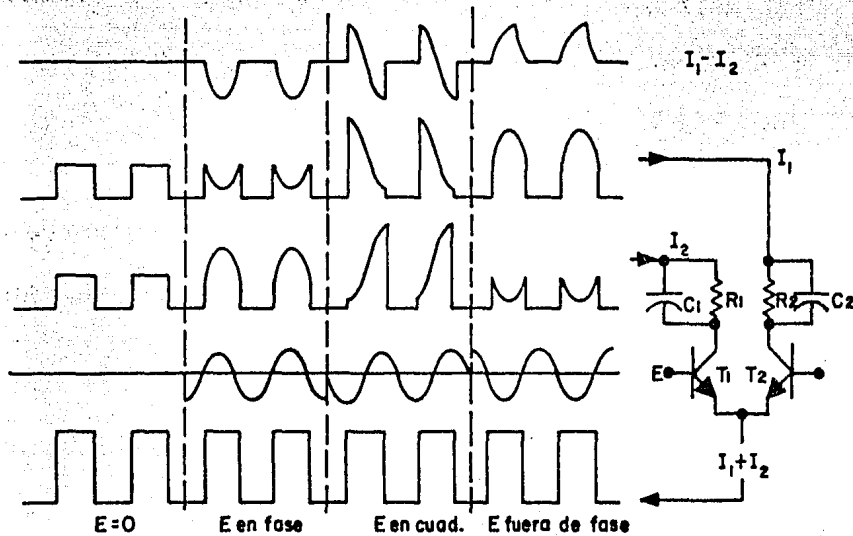 I₁-I₂
I₁
I₂
C₁
R₁
R₂
C₂
E
T₁
T₂
I₁+I₂
E=0
E en fase
E en cuad.
E fuera de fase